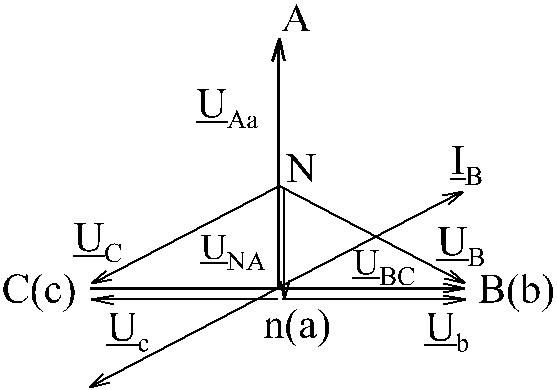 A
U_Aa
N
I_B
U_C
U_NA
U_B
U_BC
C(c)
B(b)
n(a)
U_c
U_b